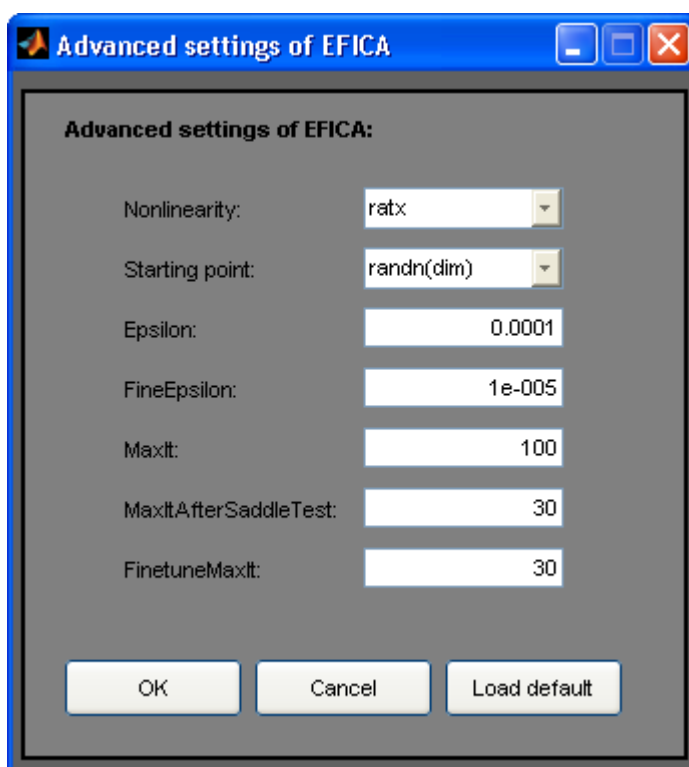 Advanced settings of EFICA
Advanced settings of EFICA:
Nonlinearity: ratx
Starting point: randn(dim)
Epsilon: 0.0001
FineEpsilon: 1e-005
MaxIt: 100
MaxItAfterSaddleTest: 30
FinetuneMaxIt: 30
OK Cancel Load default